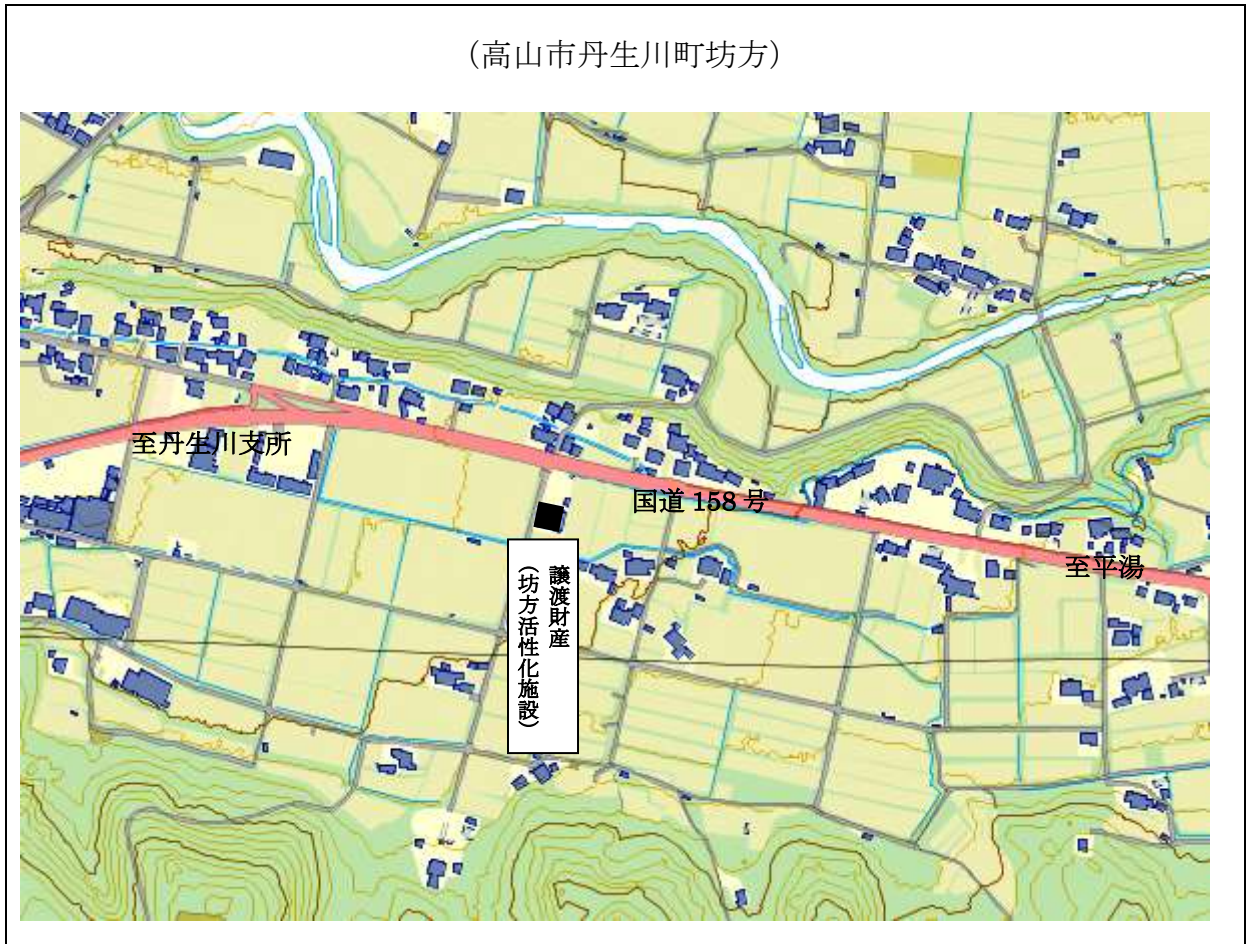 （高山市丹生川町坊方）
至丹生川支所
国道 158 号
至平湯
譲渡財産
（坊方活性化施設）